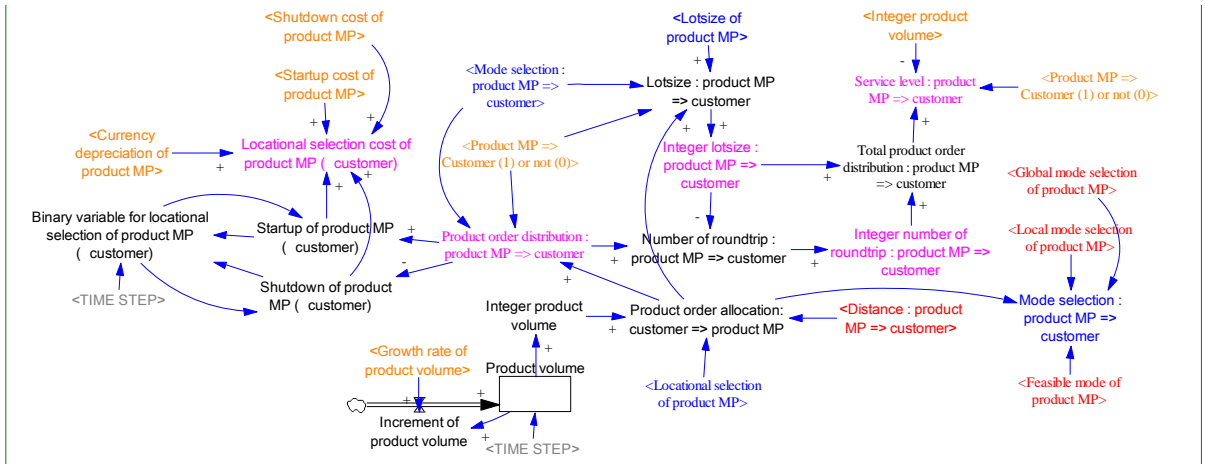 <Shutdown cost of
product MP>
<Startup cost of
product MP>
<Currency
depreciation of
product MP>
Locational selection cost of
product MP (   customer)
Binary variable for locational
selection of product MP
(   customer)
Startup of product MP
(   customer)
Shutdown of product
MP (   customer)
<TIME STEP>
<Mode selection :
product MP =>
customer>
<Product MP =>
Customer (1) or not (0)>
Product order distribution :
product MP => customer
<Lotsize of
product MP>
Lotsize : product MP
=> customer
Integer lotsize :
product MP =>
customer
Number of roundtrip :
product MP => customer
<Integer product
volume>
Service level : product
MP => customer
<Product MP =>
Customer (1) or not (0)>
Total product order
distribution : product MP
=> customer
Integer number of
roundtrip : product MP =>
customer
<Global mode selection
of product MP>
<Local mode selection
of product MP>
Mode selection :
product MP =>
customer
<Feasible mode of
product MP>
Integer product
volume
Product order allocation:
customer => product MP
<Distance : product
MP => customer>
<Locational selection
of product MP>
<Growth rate of
product volume>
Product volume
Increment of
product volume
<TIME STEP>
+
+
+
+
+
+
+
-
+
+
+
+
-
+
+
+
+
-
+
+
+
+
+
+
+
+